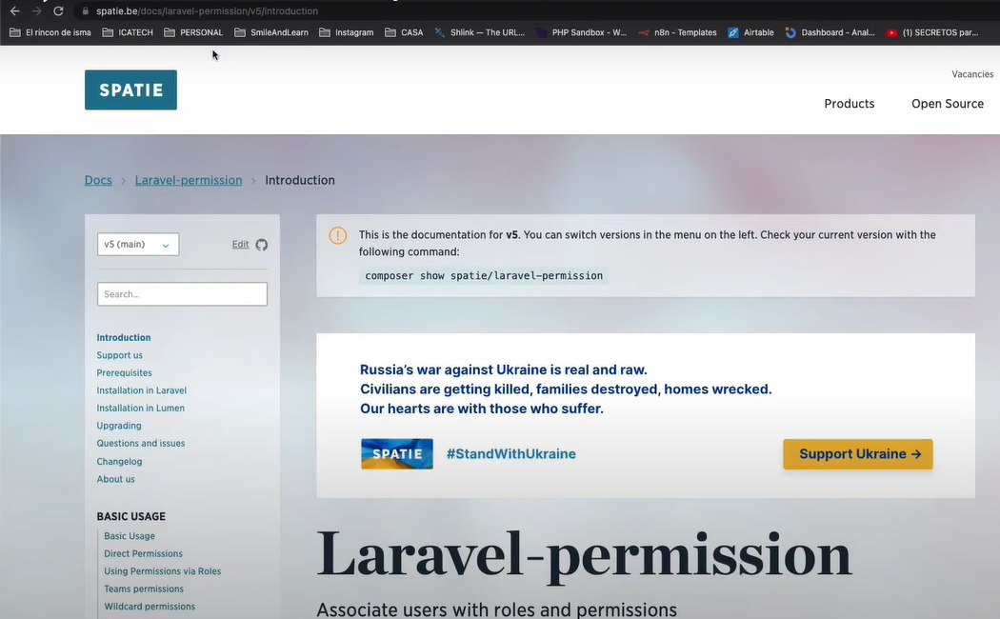 spatie.be/docs/laravel-permission/v5/introduction
El rincon de isma ICATECH PERSONAL SmileAndLearn Instagram CASA Shlink — The URL... PHP Sandbox - W... n8n - Templates Airtable Dashboard - Anal... (1) SECRETOS par...
Vacancies
SPATIE
Products Open Source
Docs > Laravel-permission > Introduction
v5 (main)
Edit
Search...
Introduction
Support us
Prerequisites
Installation in Laravel
Installation in Lumen
Upgrading
Questions and issues
Changelog
About us
BASIC USAGE
Basic Usage
Direct Permissions
Using Permissions via Roles
Teams permissions
Wildcard permissions
This is the documentation for v5. You can switch versions in the menu on the left. Check your current version with the
following command:
composer show spatie/laravel-permission
Russia's war against Ukraine is real and raw.
Civilians are getting killed, families destroyed, homes wrecked.
Our hearts are with those who suffer.
SPATIE #StandWithUkraine Support Ukraine →
Laravel-permission
Associate users with roles and permissions